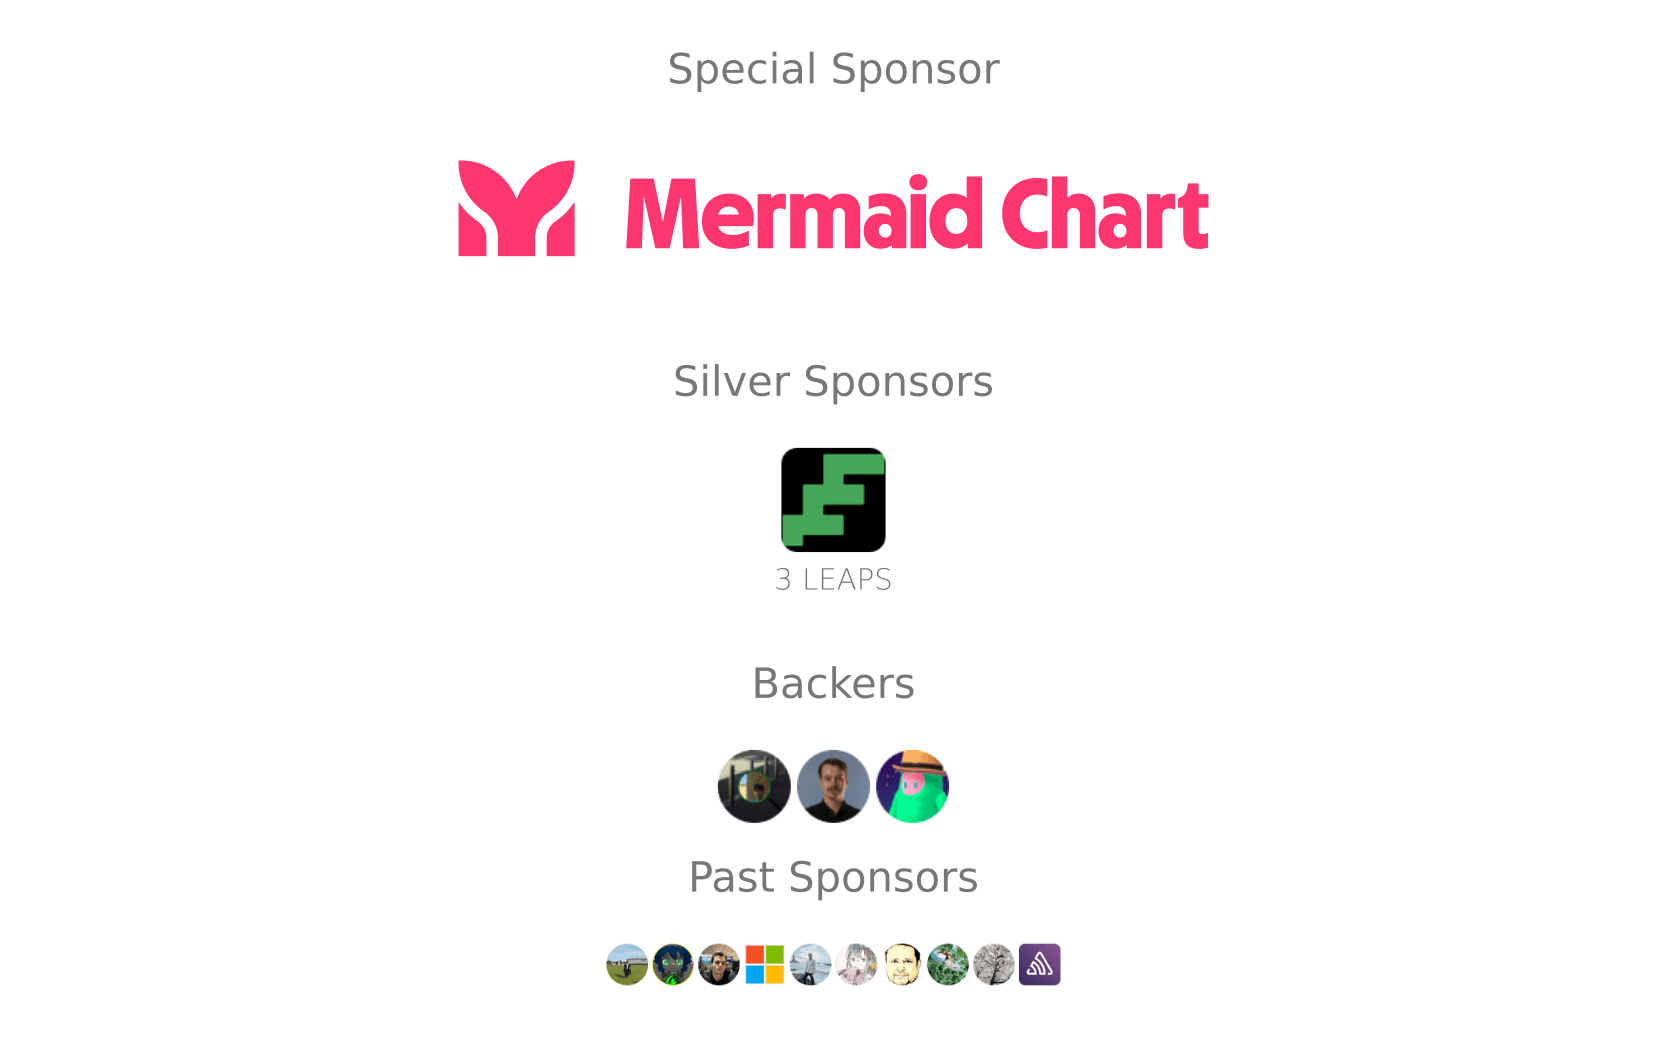 Special Sponsor
Mermaid Chart
Silver Sponsors
3 LEAPS
Backers
Past Sponsors